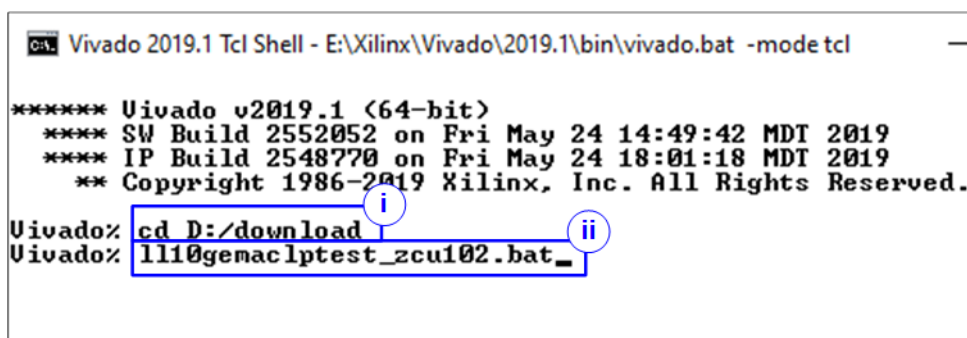 Vivado 2019.1 Tcl Shell - E:\Xilinx\Vivado\2019.1\bin\vivado.bat -mode tcl
****** Vivado v2019.1 (64-bit)
**** SW Build 2552052 on Fri May 24 14:49:42 MDT 2019
**** IP Build 2548770 on Fri May 24 18:01:18 MDT 2019
** Copyright 1986-2019 Xilinx, Inc. All Rights Reserved.
i
Vivado% cd D:/download
ii
Vivado% ll10gemaclptest_zcu102.bat_